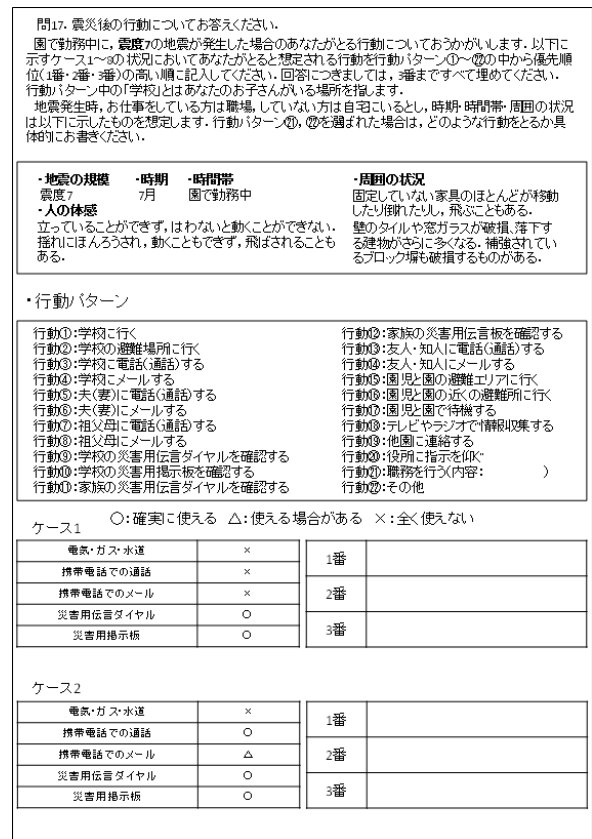 問17. 震災後の行動についてお答えください.
園で勤務中に,震度7の地震が発生した場合のあなたがとる行動についておうかがいします. 以下に
示すケース1~8の状況においてあなたがとると想定される行動を行動パターン①~㉒の中から優先順
位(1番・2番・3番)の高い順に記入してください. 回答につきましては, 3番まですべて埋めてください.
行動パターン中の「学校」とはあなたのお子さんがいる場所を指します.
地震発生時, お仕事をしている方は職場, していない方は自宅にいるとし, 時期・時間帯・周囲の状況
は以下に示したものを想定します. 行動パターン㉑, ㉒を選ばれた場合は, どのような行動をとるか具
体的にお書きください.
・地震の規模 ・時期 ・時間帯
震度7 7月 園で勤務中
・人の体感
立っていることができず, はわないと動くことができない.
揺れにほんろうされ, 動くこともできず, 飛ばされることも
ある.
・周囲の状況
固定していない家具のほとんどが移動
したり倒れたりし, 飛ぶこともある.
壁のタイルや窓ガラスが破損、落下す
る建物がさらに多くなる. 補強されてい
るブロック塀も破損するものがある.
・行動パターン
行動①:学校に行く
行動②:学校の避難場所に行く
行動③:学校に電話(通話)する
行動④:学校にメールする
行動⑤:夫(妻)に電話(通話)する
行動⑥:夫(妻)にメールする
行動⑦:祖父母に電話(通話)する
行動⑧:祖父母にメールする
行動⑨:学校の災害用伝言ダイヤルを確認する
行動⑩:学校の災害用掲示板を確認する
行動⑪:家族の災害用伝言ダイヤルを確認する
行動⑫:家族の災害用伝言板を確認する
行動⑬:友人・知人に電話(通話)する
行動⑭:友人・知人にメールする
行動⑮:園児と園の避難エリアに行く
行動⑯:園児と園の近くの避難所に行く
行動⑰:園児と園で待機する
行動⑱:テレビやラジオで情報収集する
行動⑲:他園に連絡する
行動⑳:役所に指示を仰ぐ
行動㉑:職務を行う(内容: )
行動㉒:その他
○:確実に使える △:使える場合がある ×:全く使えない
ケース1
電気・ガス・水道 ×
携帯電話での通話 ×
携帯電話でのメール ×
災害用伝言ダイヤル ○
災害用掲示板 ○
1番
2番
3番
ケース2
電気・ガス・水道 ×
携帯電話での通話 ○
携帯電話でのメール △
災害用伝言ダイヤル ○
災害用掲示板 ○
1番
2番
3番